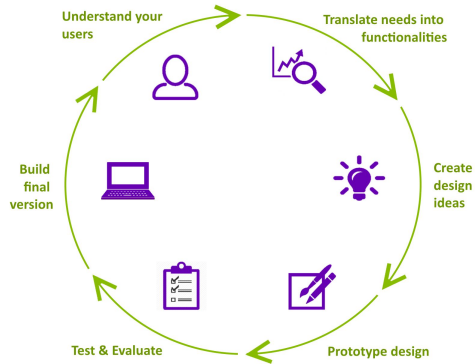 Understand your
users
Translate needs into
functionalities
Create
design
ideas
Prototype design
Test & Evaluate
Build
final
version